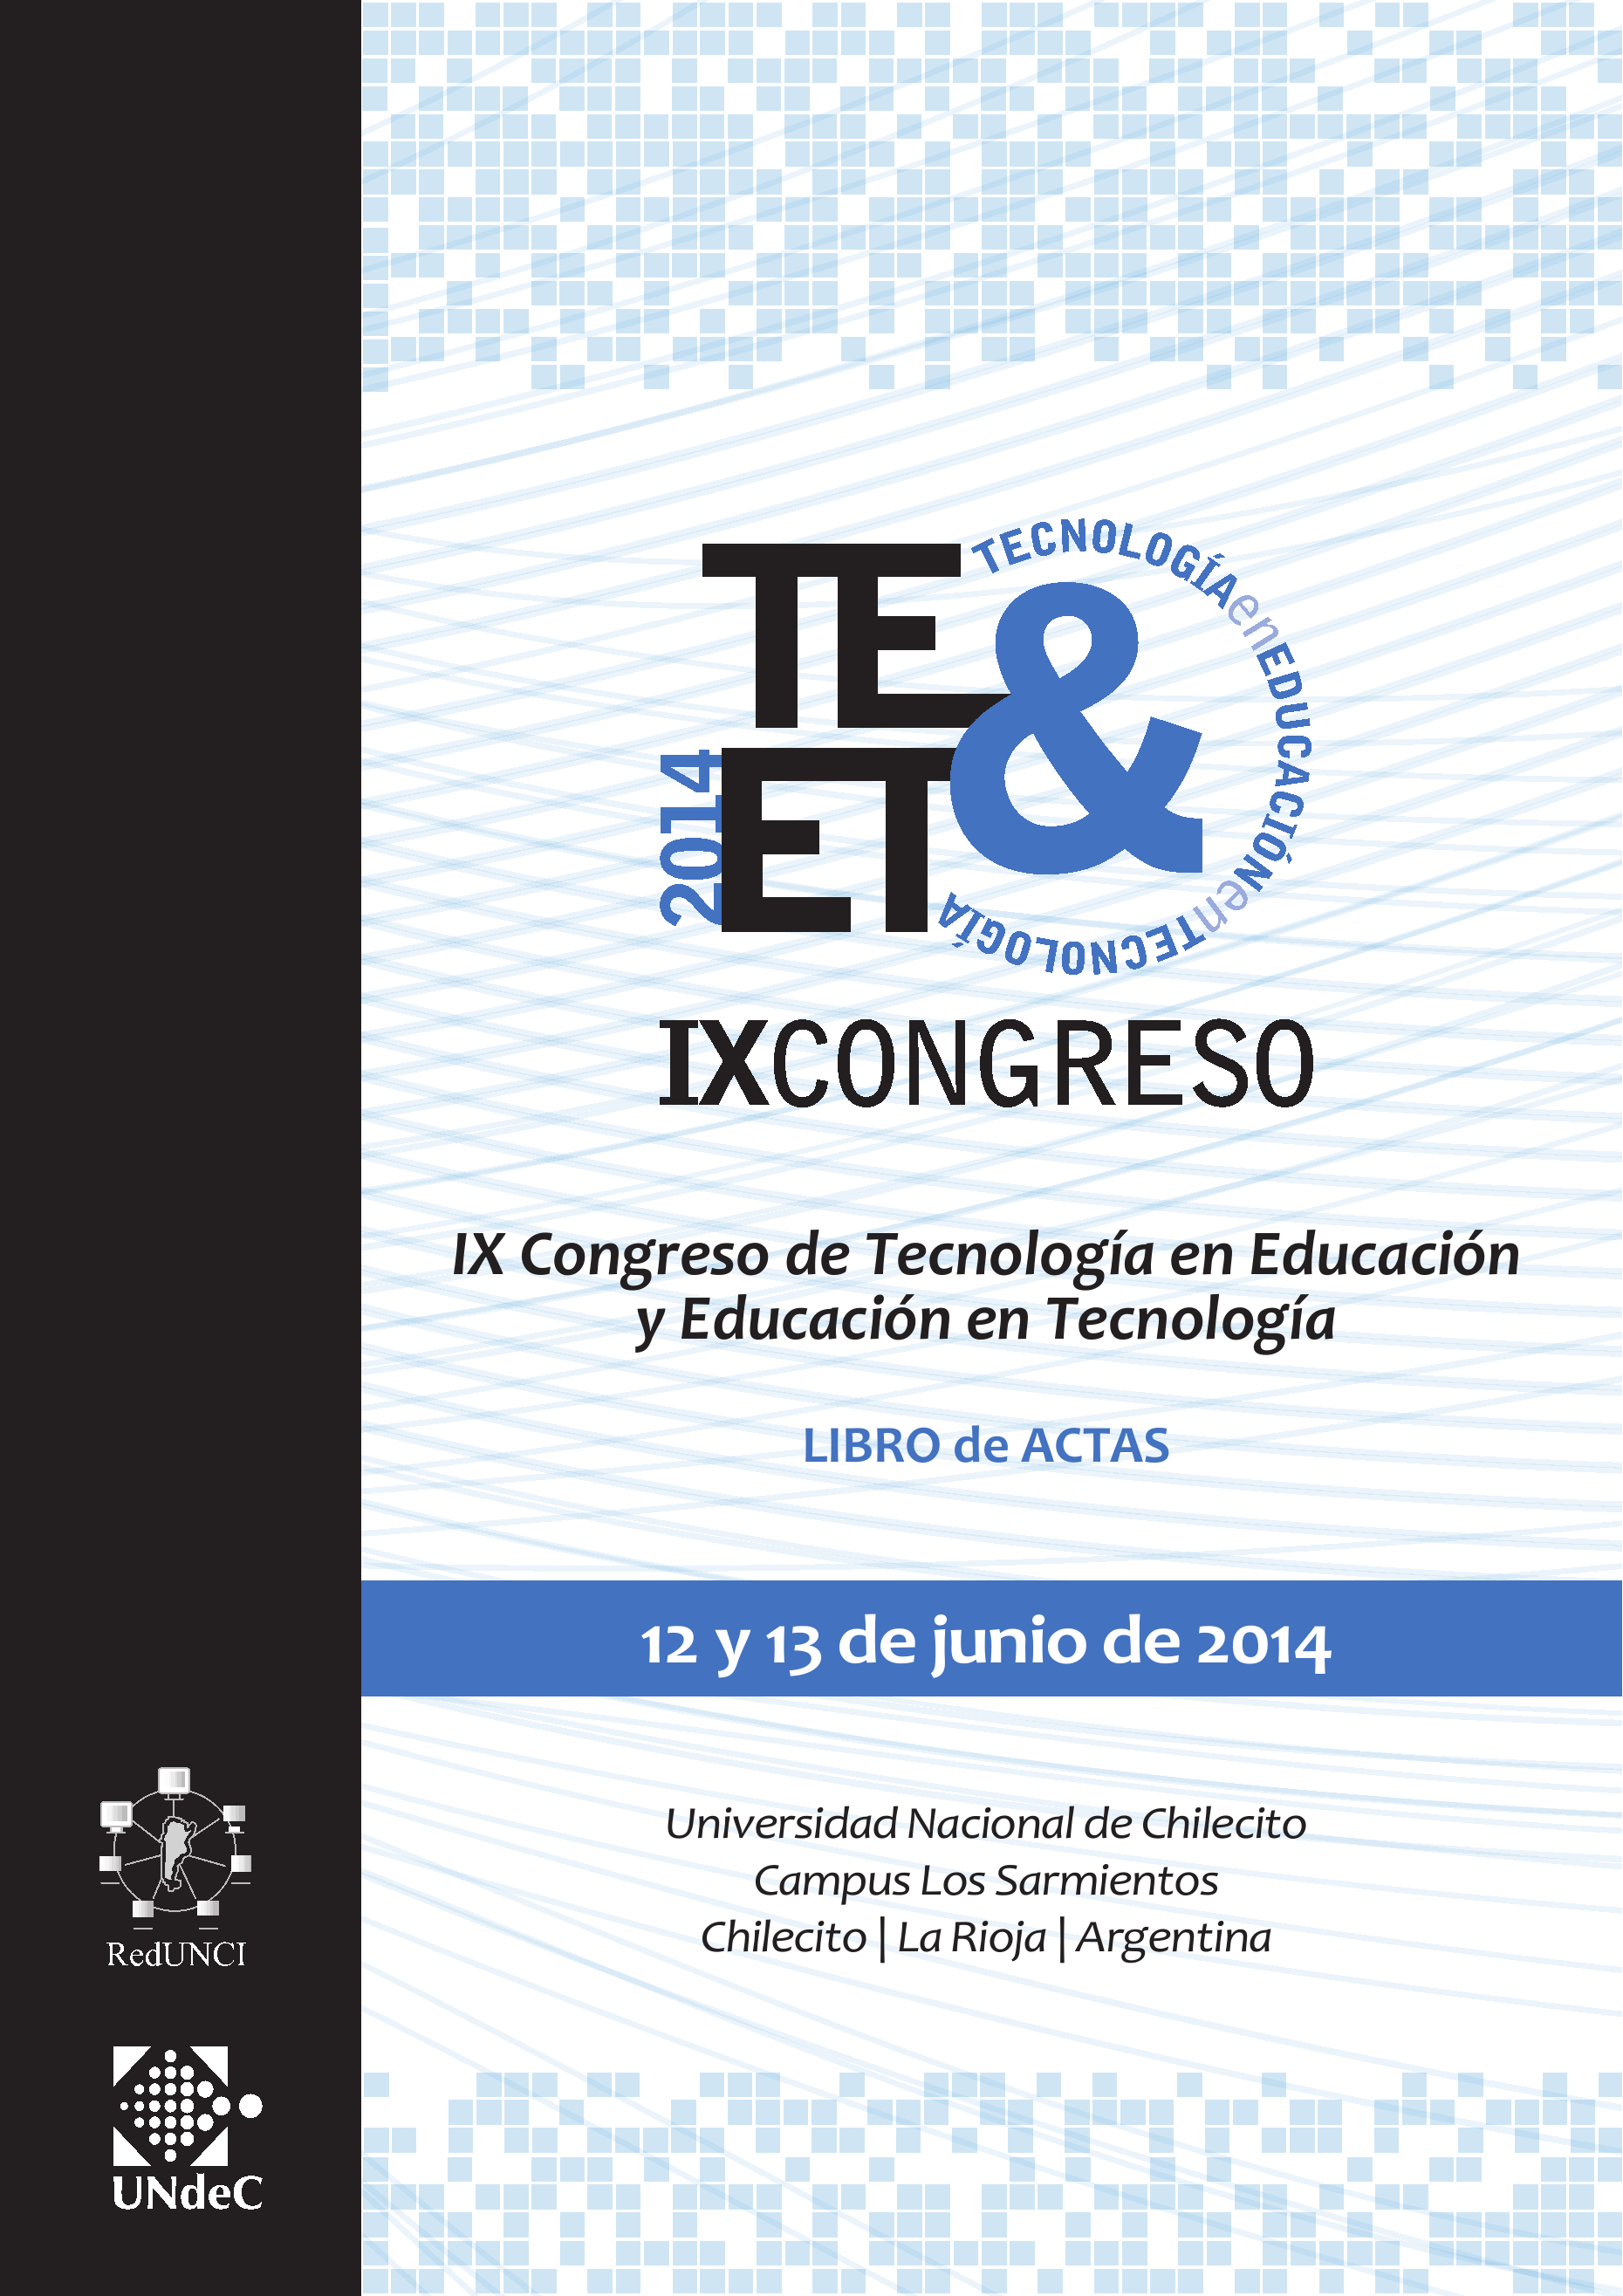 TE&
ET
2014
TECNOLOGÍAenEDUCACIÓNenTECNOLOGÍA
IXCONGRESO
IX Congreso de Tecnología en Educación
y Educación en Tecnología
LIBRO de ACTAS
12 y 13 de junio de 2014
Universidad Nacional de Chilecito
Campus Los Sarmientos
Chilecito | La Rioja | Argentina
RedUNCI
UNdeC